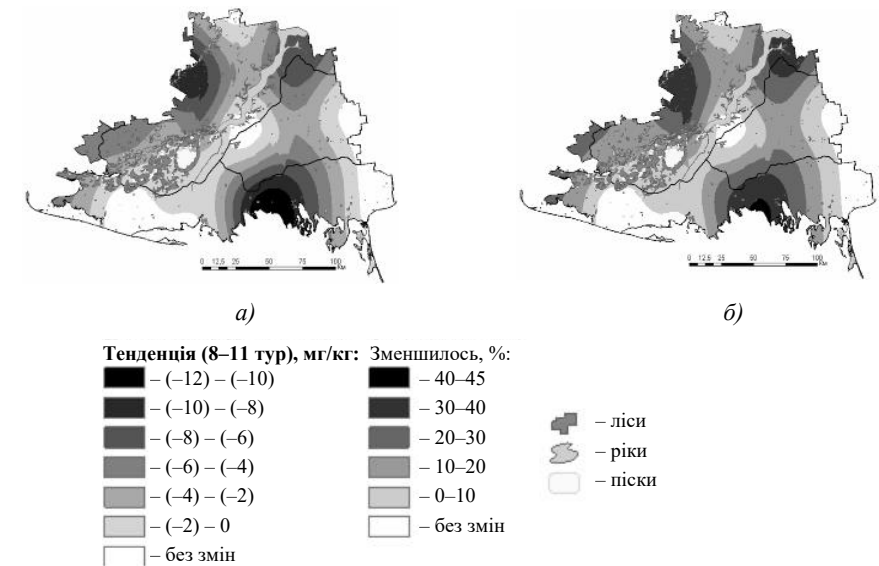 0 12,5 25 50 75 100
Км
0 12,5 25 50 75 100
Км
а)
б)
Тенденція (8–11 тур), мг/кг: Зменшилось, %:
– (–12) – (–10)
– 40–45
– (–10) – (–8)
– 30–40
– ліси
– (–8) – (–6)
– 20–30
– ріки
– (–6) – (–4)
– 10–20
– піски
– (–4) – (–2)
– 0–10
– (–2) – 0
– без змін
– без змін